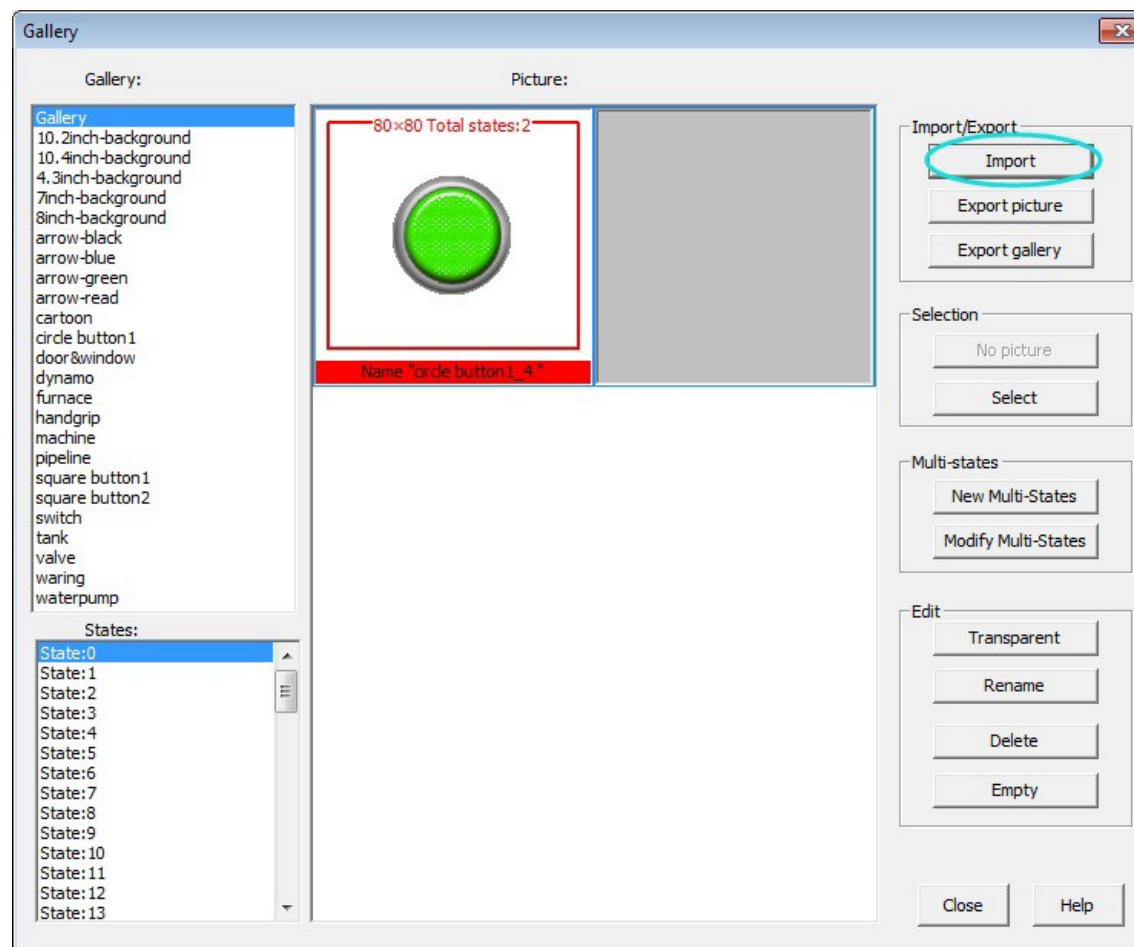 Gallery
Gallery:
Picture:
Gallery
10.2inch-background
10.4inch-background
4.3inch-background
7inch-background
8inch-background
arrow-black
arrow-blue
arrow-green
arrow-read
cartoon
circle button1
door&window
dynamo
furnace
handgrip
machine
pipeline
square button1
square button2
switch
tank
valve
waring
waterpump
States:
State:0
State:1
State:2
State:3
State:4
State:5
State:6
State:7
State:8
State:9
State:10
State:11
State:12
State:13
80×80 Total states:2
Name "circle button1_4 "
Import/Export
Import
Export picture
Export gallery
Selection
No picture
Select
Multi-states
New Multi-States
Modify Multi-States
Edit
Transparent
Rename
Delete
Empty
Close
Help